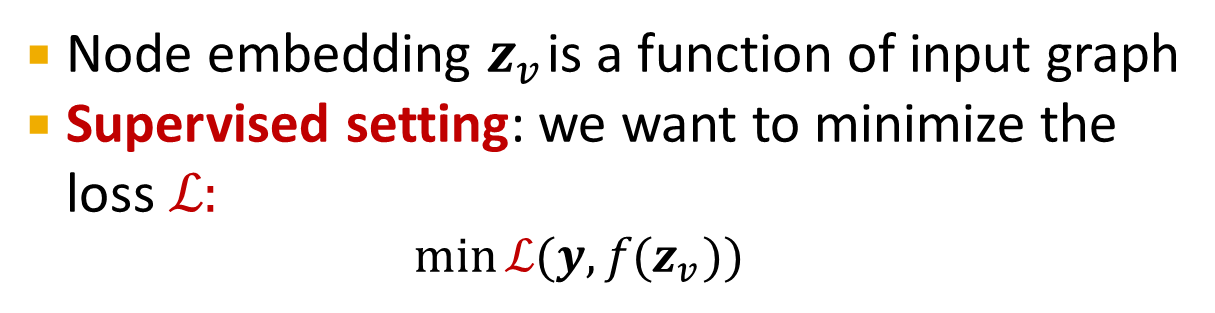 ▪ Node embedding 𝒛ᵥ is a function of input graph
▪ Supervised setting: we want to minimize the
loss ℒ:
min ℒ(𝒚, 𝑓(𝒛ᵥ))